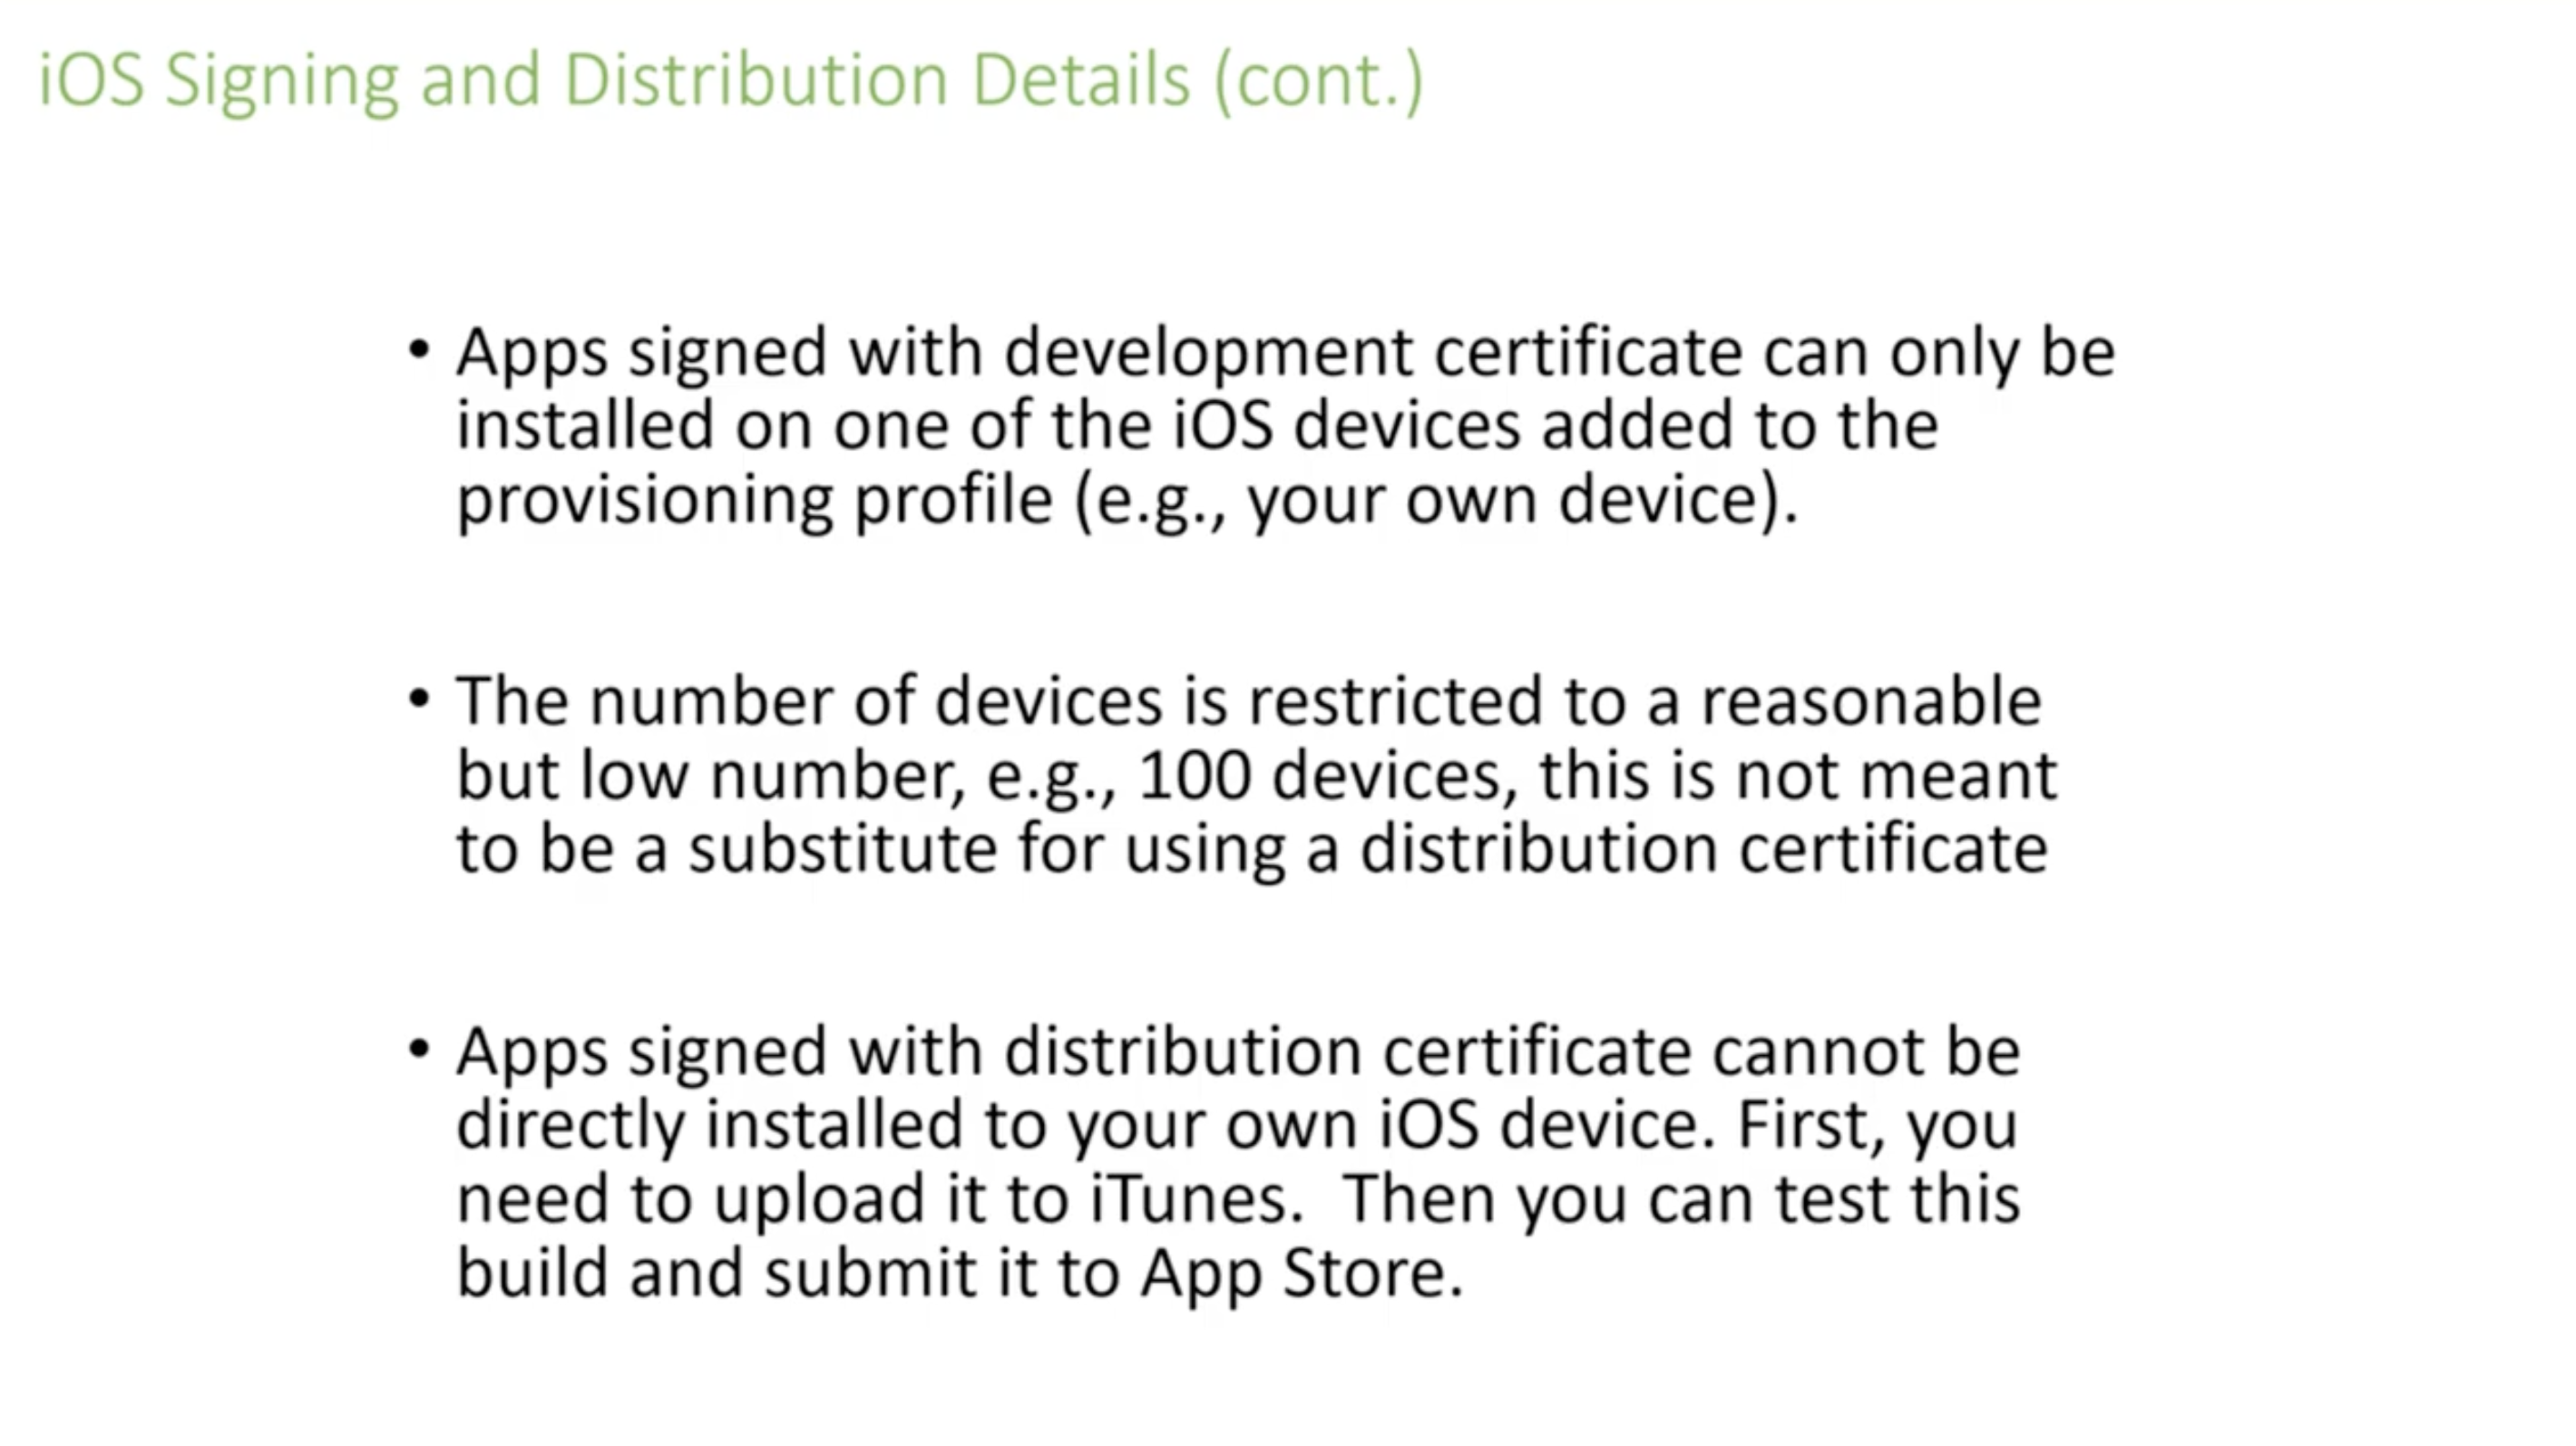 iOS Signing and Distribution Details (cont.)
• Apps signed with development certificate can only be
installed on one of the iOS devices added to the
provisioning profile (e.g., your own device).
• The number of devices is restricted to a reasonable
but low number, e.g., 100 devices, this is not meant
to be a substitute for using a distribution certificate
• Apps signed with distribution certificate cannot be
directly installed to your own iOS device. First, you
need to upload it to iTunes.  Then you can test this
build and submit it to App Store.